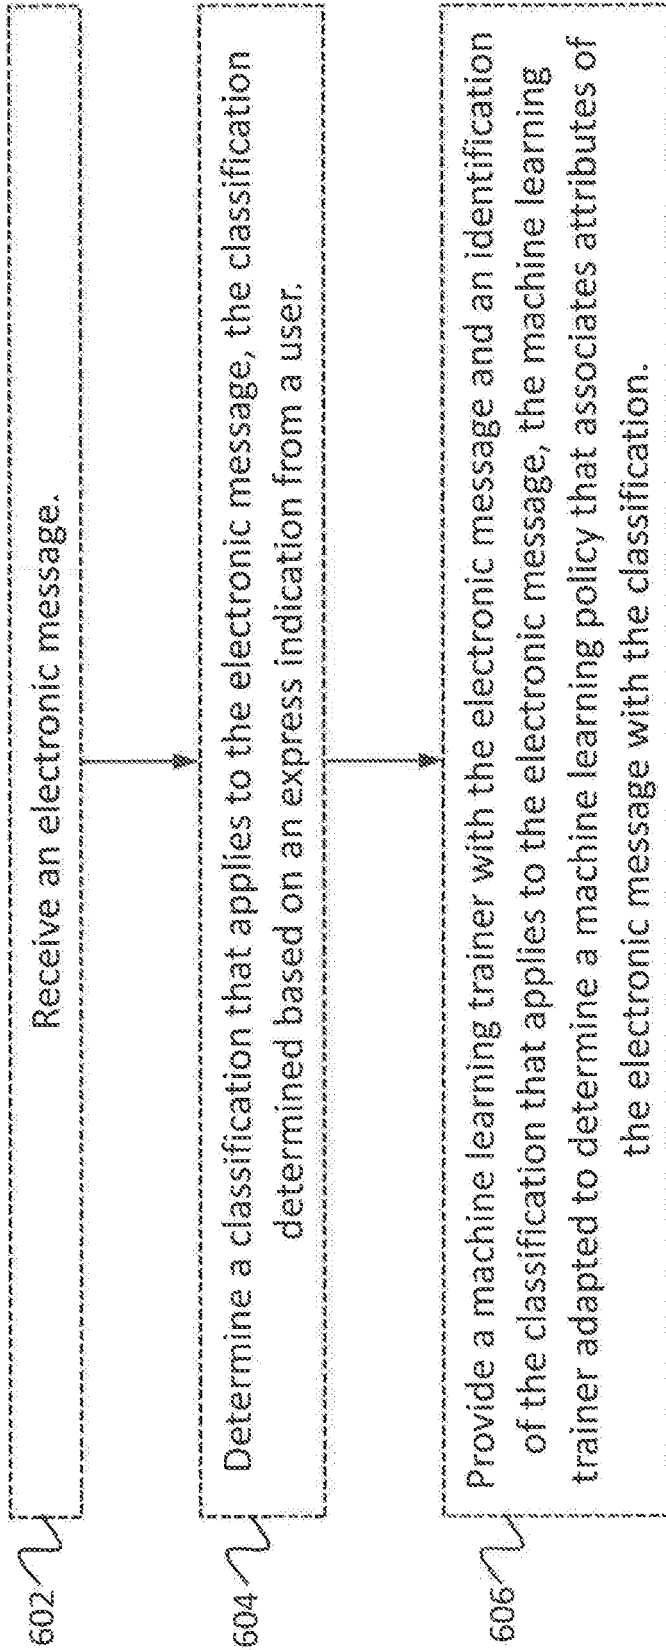 602
Receive an electronic message.
604
Determine a classification that applies to the electronic message, the classification
determined based on an express indication from a user.
606
Provide a machine learning trainer with the electronic message and an identification
of the classification that applies to the electronic message, the machine learning
trainer adapted to determine a machine learning policy that associates attributes of
the electronic message with the classification.